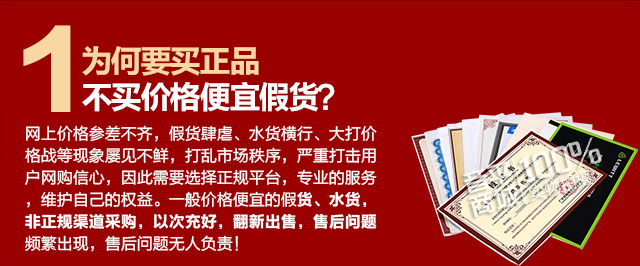 1
为何要买正品
不买价格便宜假货？
网上价格参差不齐，假货肆虐、水货横行、大打价
格战等现象屡见不鲜，打乱市场秩序，严重打击用
户网购信心，因此需要选择正规平台，专业的服务
，维护自己的权益。一般价格便宜的假货、水货，
非正规渠道采购，以次充好，翻新出售，售后问题
频繁出现，售后问题无人负责！
授权书
100%